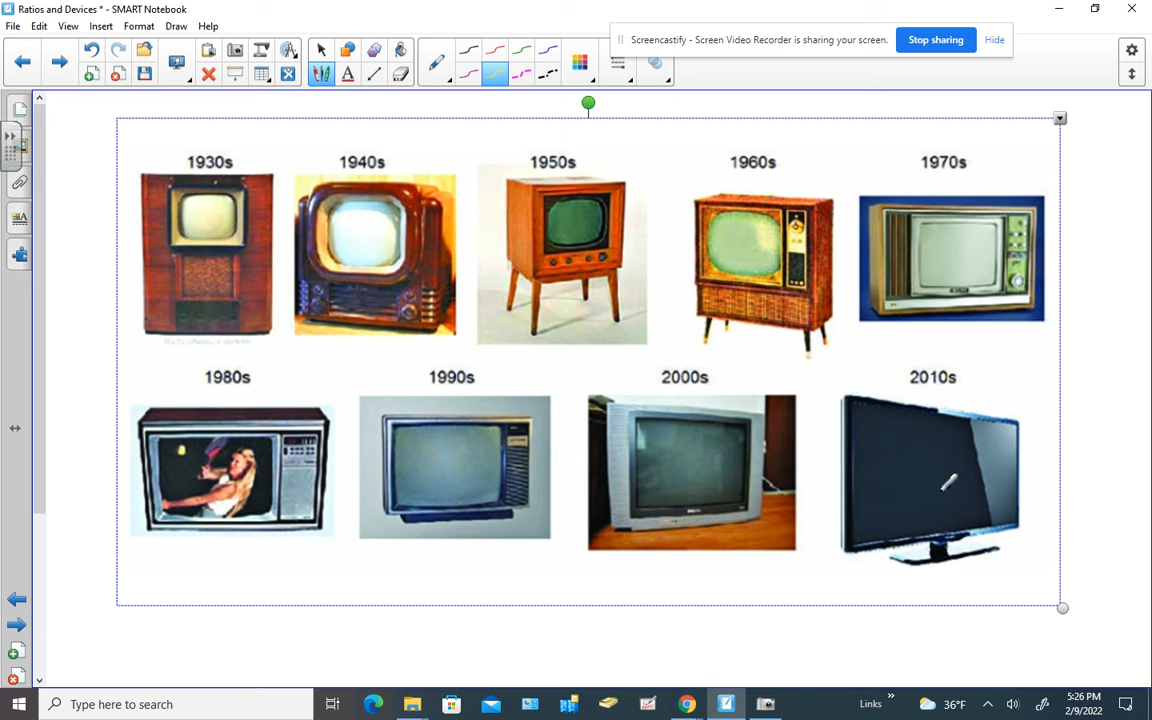 Ratios and Devices * - SMART Notebook
File Edit View Insert Format Draw Help
Screencastify - Screen Video Recorder is sharing your screen.
Stop sharing
Hide
1930s 1940s 1950s 1960s 1970s
1980s 1990s 2000s 2010s
Type here to search
Links
36°F
5:26 PM
2/9/2022